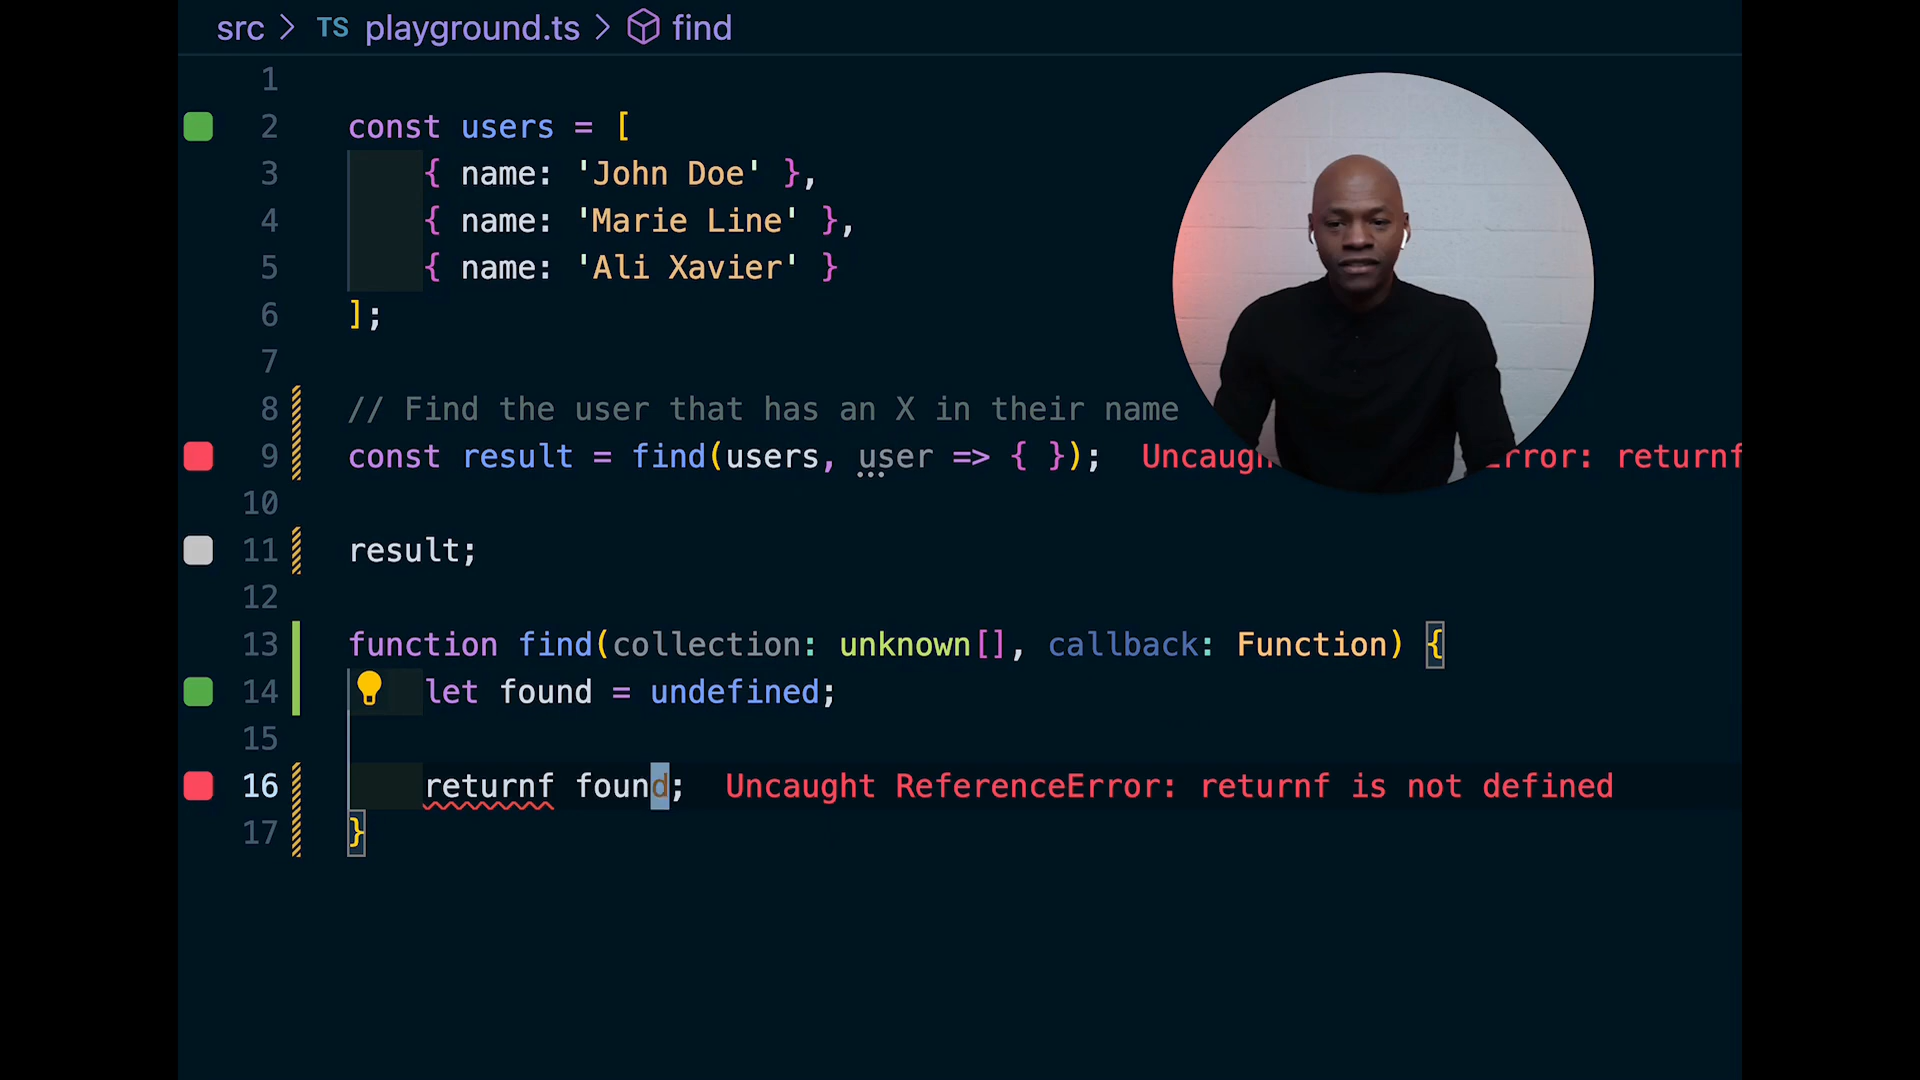 src > TS playground.ts > find
1
2 const users = [
3 { name: 'John Doe' },
4 { name: 'Marie Line' },
5 { name: 'Ali Xavier' }
6 ];
7
8 // Find the user that has an X in their name
9 const result = find(users, user => { }); Uncaugh rror: returnf
10
11 result;
12
13 function find(collection: unknown[], callback: Function) {
14 let found = undefined;
15
16 returnf found; Uncaught ReferenceError: returnf is not defined
17 }